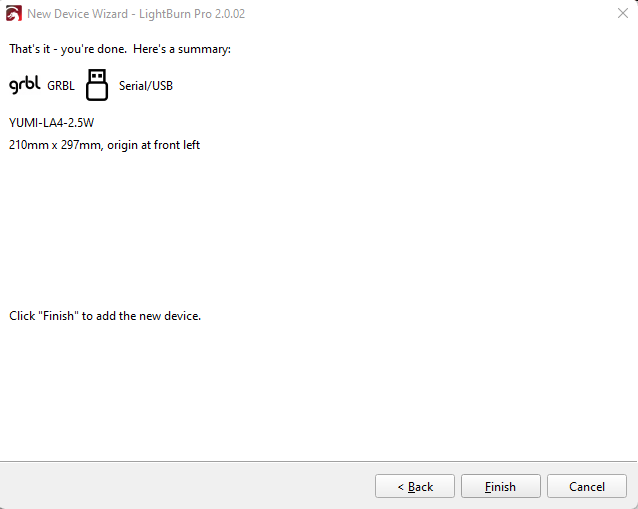 New Device Wizard - LightBurn Pro 2.0.02
That's it - you're done. Here's a summary:
grbl GRBL Serial/USB
YUMI-LA4-2.5W
210mm x 297mm, origin at front left
Click "Finish" to add the new device.
< Back Finish Cancel